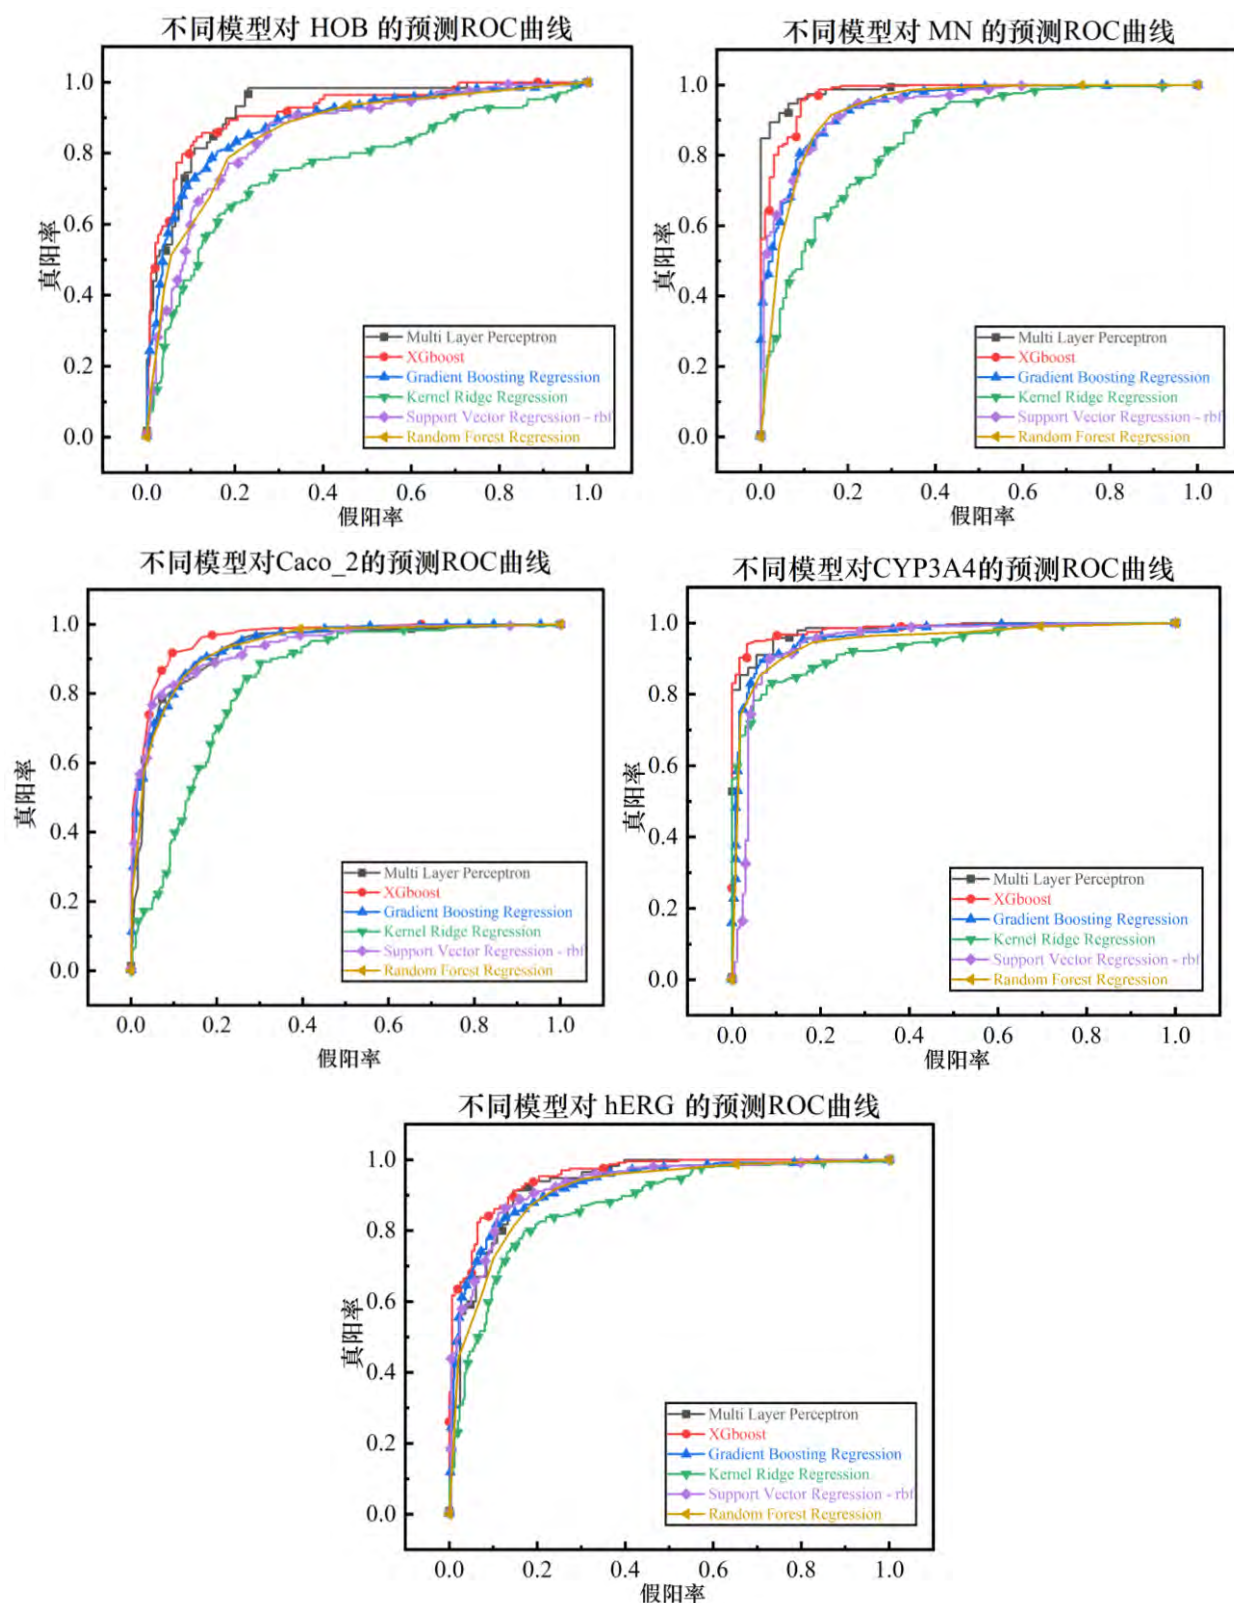 不同模型对 HOB 的预测ROC曲线
1.0
0.8
0.6
0.4
0.2
0.0
真阳率
Multi Layer Perceptron
XGboost
Gradient Boosting Regression
Kernel Ridge Regression
Support Vector Regression - rbf
Random Forest Regression
0.0 0.2 0.4 0.6 0.8 1.0
假阳率
不同模型对 MN 的预测ROC曲线
1.0
0.8
0.6
0.4
0.2
0.0
真阳率
Multi Layer Perceptron
XGboost
Gradient Boosting Regression
Kernel Ridge Regression
Support Vector Regression - rbf
Random Forest Regression
0.0 0.2 0.4 0.6 0.8 1.0
假阳率
不同模型对Caco_2的预测ROC曲线
1.0
0.8
0.6
0.4
0.2
0.0
真阳率
Multi Layer Perceptron
XGboost
Gradient Boosting Regression
Kernel Ridge Regression
Support Vector Regression - rbf
Random Forest Regression
0.0 0.2 0.4 0.6 0.8 1.0
假阳率
不同模型对CYP3A4的预测ROC曲线
1.0
0.8
0.6
0.4
0.2
0.0
真阳率
Multi Layer Perceptron
XGboost
Gradient Boosting Regression
Kernel Ridge Regression
Support Vector Regression - rbf
Random Forest Regression
0.0 0.2 0.4 0.6 0.8 1.0
假阳率
不同模型对 hERG 的预测ROC曲线
1.0
0.8
0.6
0.4
0.2
0.0
真阳率
Multi Layer Perceptron
XGboost
Gradient Boosting Regression
Kernel Ridge Regression
Support Vector Regression - rbf
Random Forest Regression
0.0 0.2 0.4 0.6 0.8 1.0
假阳率